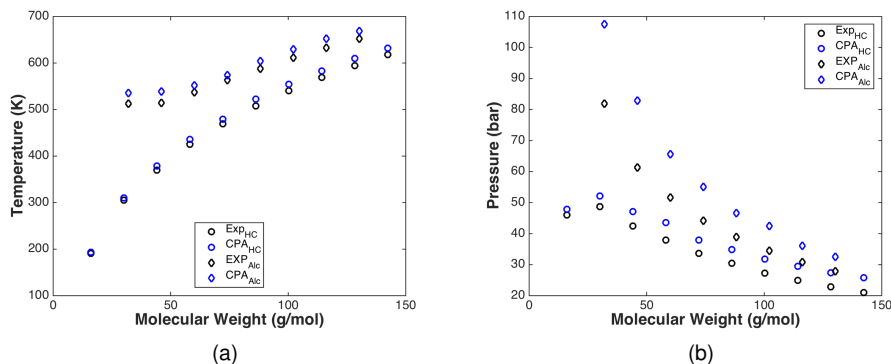 700
600
500
400
300
200
100
0
50
100
150
Temperature (K)
Molecular Weight (g/mol)
Exp_HC
CPA_HC
EXP_Alc
CPA_Alc
(a)
110
100
90
80
70
60
50
40
30
20
0
50
100
150
Pressure (bar)
Molecular Weight (g/mol)
Exp_HC
CPA_HC
EXP_Alc
CPA_Alc
(b)